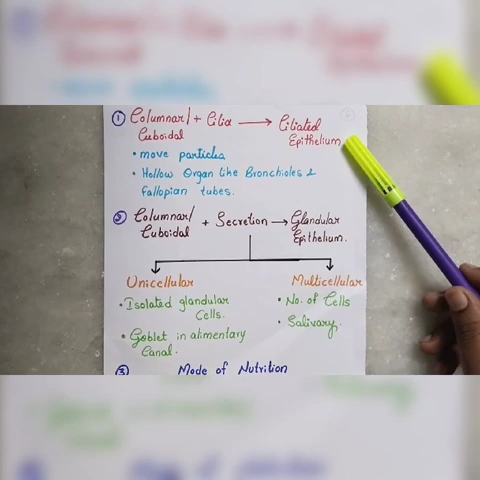 ① Columnar/ + Cilia → Ciliated
Cuboidal Epithelium
• move particles
• Hollow Organ like Bronchioles &
fallopian tubes.
② Columnar/ + Secretion → Glandular
Cuboidal Epithelium.
Unicellular Multicellular
• Isolated glandular • No. of Cells
Cells.
• Salivary.
• Goblet in alimentary
Canal.
③ Mode of Nutrition